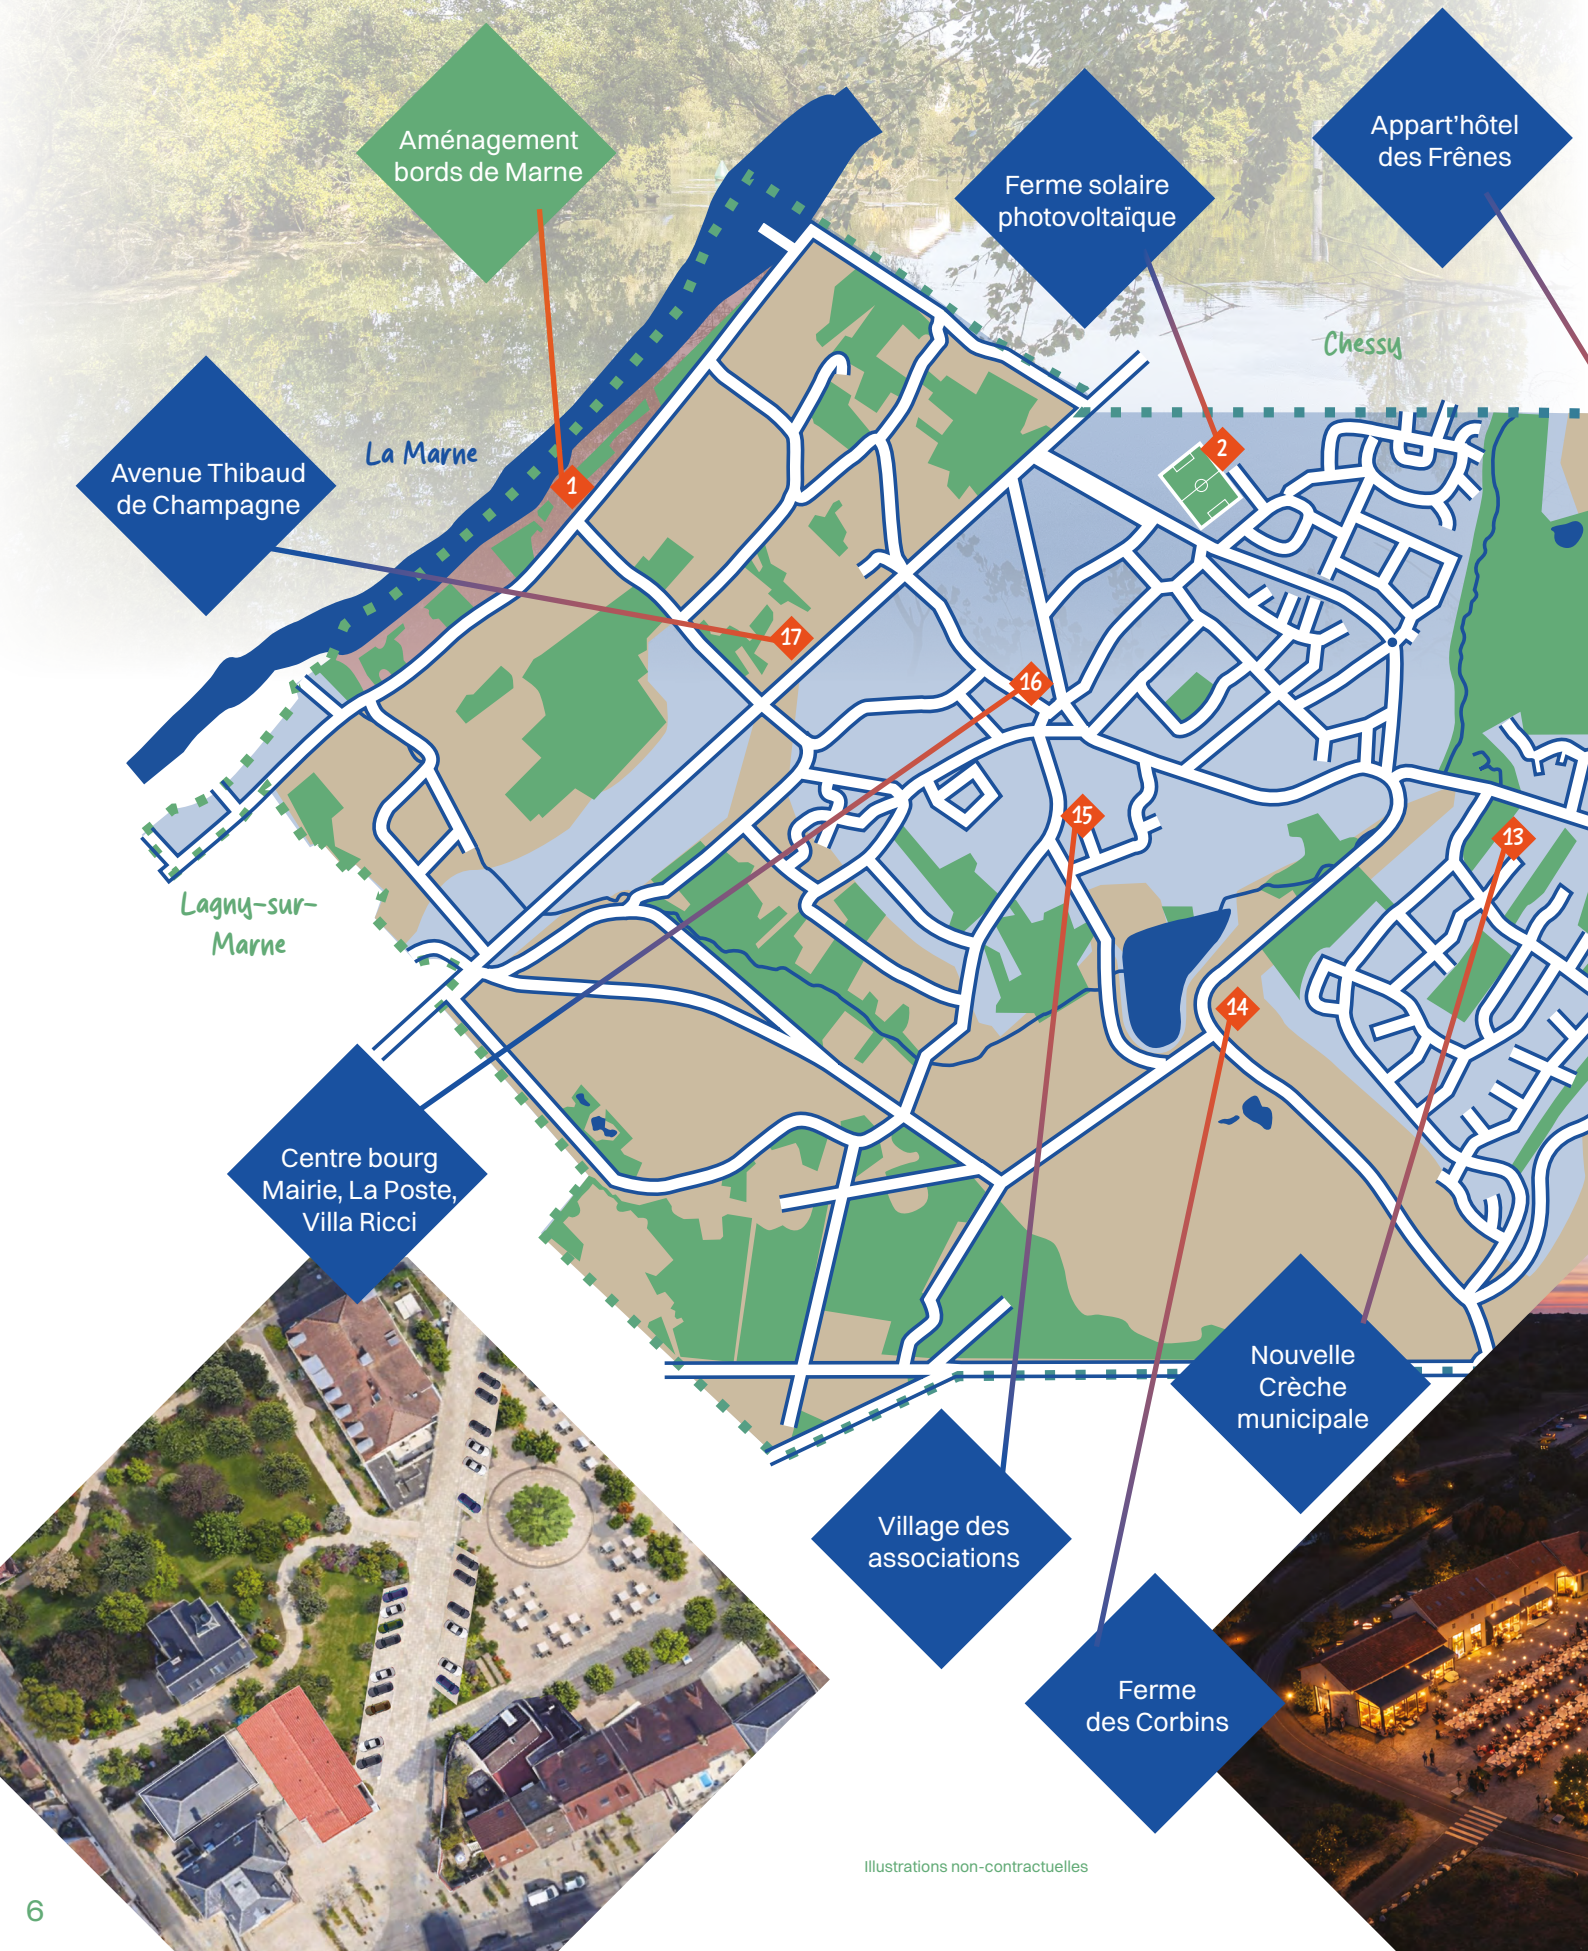 Aménagement
bords de Marne
Ferme solaire
photovoltaïque
Appart'hôtel
des Frênes
Chessy
La Marne
Avenue Thibaud
de Champagne
1
2
17
16
15
13
14
Lagny-sur-
Marne
Centre bourg
Mairie, La Poste,
Villa Ricci
Nouvelle
Crèche
municipale
Village des
associations
Ferme
des Corbins
Illustrations non-contractuelles
6